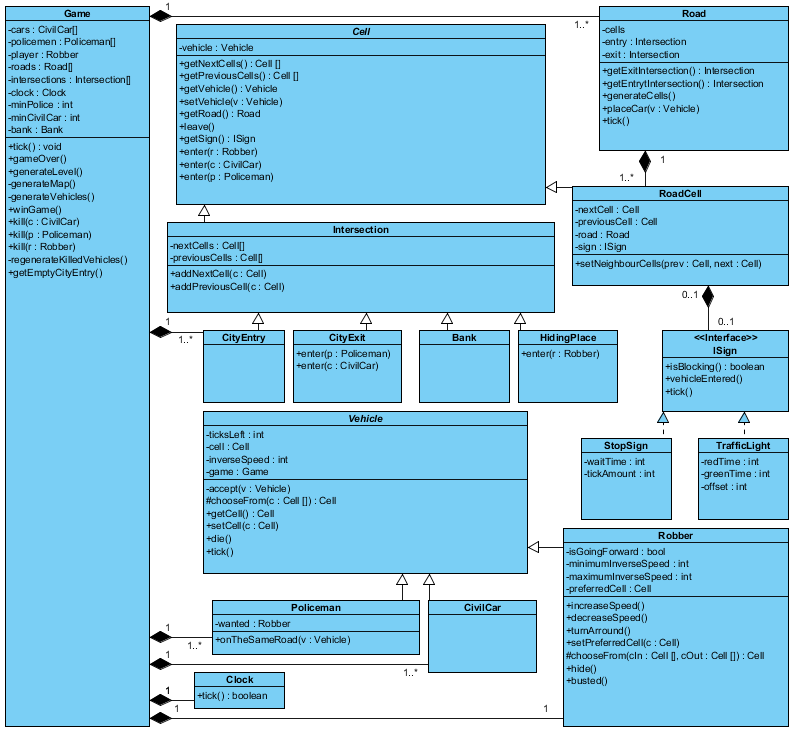 Game
-cars : CivilCar[]
-policemen : Policeman[]
-player : Robber
-roads : Road[]
-intersections : Intersection[]
-clock : Clock
-minPolice : int
-minCivilCar : int
-bank : Bank
+tick() : void
+gameOver()
+generateLevel()
-generateMap()
-generateVehicles()
+winGame()
+kill(c : CivilCar)
+kill(p : Policeman)
+kill(r : Robber)
-regenerateKilledVehicles()
+getEmptyCityEntry()
1
1..*
Cell
-vehicle : Vehicle
+getNextCells() : Cell []
+getPreviousCells() : Cell []
+getVehicle() : Vehicle
+setVehicle(v : Vehicle)
+getRoad() : Road
+leave()
+getSign() : ISign
+enter(r : Robber)
+enter(c : CivilCar)
+enter(p : Policeman)
Road
-cells
-entry : Intersection
-exit : Intersection
+getExitIntersection() : Intersection
+getEntrytIntersection() : Intersection
+generateCells()
+placeCar(v : Vehicle)
+tick()
1
1..*
RoadCell
-nextCell : Cell
-previousCell : Cell
-road : Road
-sign : ISign
+setNeighbourCells(prev : Cell, next : Cell)
Intersection
-nextCells : Cell[]
-previousCells : Cell[]
+addNextCell(c : Cell)
+addPreviousCell(c : Cell)
0..1
0..1
1
1..*
CityEntry
CityExit
+enter(p : Policeman)
+enter(c : CivilCar)
Bank
HidingPlace
+enter(r : Robber)
<<Interface>>
ISign
+isBlocking() : boolean
+vehicleEntered()
+tick()
Vehicle
-ticksLeft : int
-cell : Cell
-inverseSpeed : int
-game : Game
-accept(v : Vehicle)
#chooseFrom(c : Cell []) : Cell
+getCell() : Cell
+setCell(c : Cell)
+die()
+tick()
StopSign
-waitTime : int
-tickAmount : int
TrafficLight
-redTime : int
-greenTime : int
-offset : int
Robber
-isGoingForward : bool
-minimumInverseSpeed : int
-maximumInverseSpeed : int
-preferredCell : Cell
+increaseSpeed()
+decreaseSpeed()
+turnArround()
+setPreferredCell(c : Cell)
#chooseFrom(cIn : Cell [], cOut : Cell []) : Cell
+hide()
+busted()
Policeman
-wanted : Robber
+onTheSameRoad(v : Vehicle)
CivilCar
1
1..*
1
1..*
Clock
+tick() : boolean
1
1
1
1